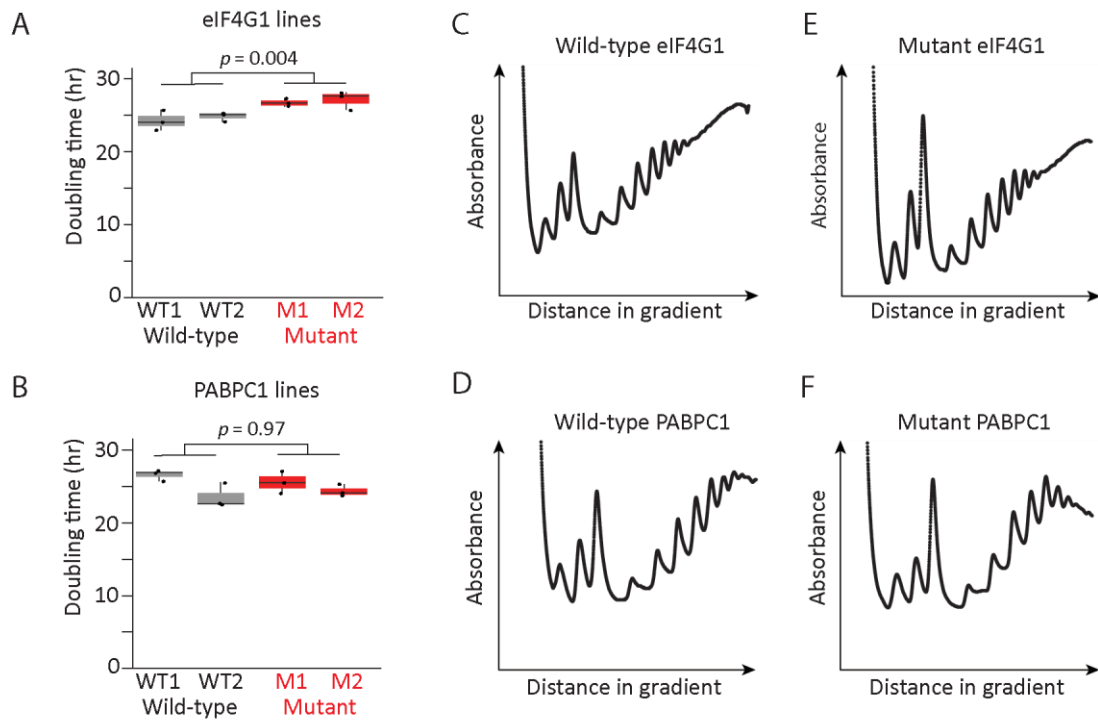 A
eIF4G1 lines
p = 0.004
Doubling time (hr)
30
20
10
0
WT1 WT2 M1 M2
Wild-type Mutant
B
PABPC1 lines
p = 0.97
Doubling time (hr)
30
20
10
0
WT1 WT2 M1 M2
Wild-type Mutant
C
Wild-type eIF4G1
Absorbance
Distance in gradient
D
Wild-type PABPC1
Absorbance
Distance in gradient
E
Mutant eIF4G1
Absorbance
Distance in gradient
F
Mutant PABPC1
Absorbance
Distance in gradient